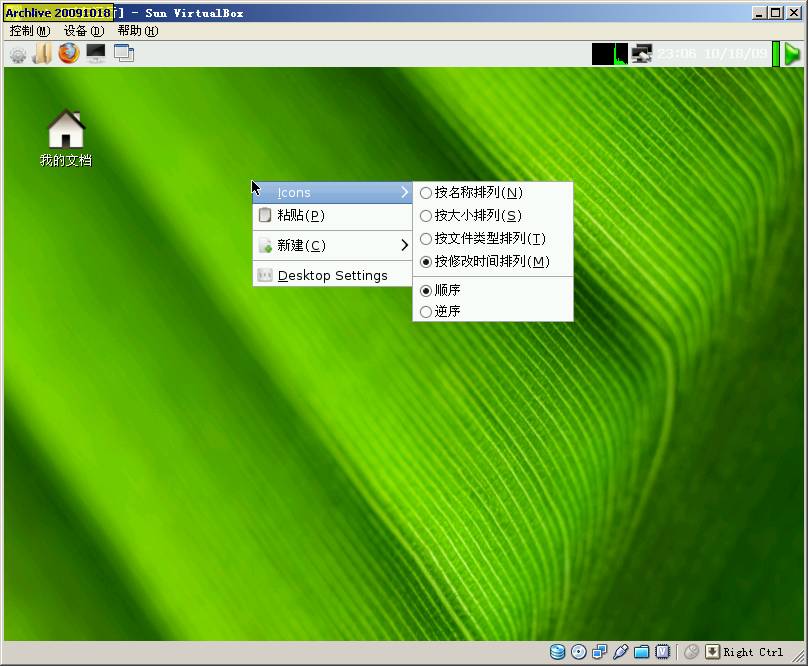 Archlive 20091018 行] - Sun VirtualBox
控制(M) 设备(D) 帮助(H)
23:06 10/18/09
我的文档
Icons
粘贴(P)
新建(C)
Desktop Settings
按名称排列(N)
按大小排列(S)
按文件类型排列(T)
按修改时间排列(M)
顺序
逆序
Right Ctrl